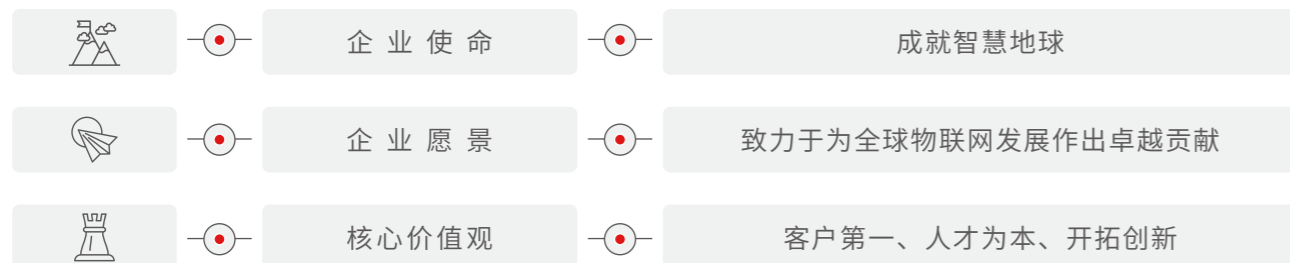 企业使命
成就智慧地球
企业愿景
致力于为全球物联网发展作出卓越贡献
核心价值观
客户第一、人才为本、开拓创新